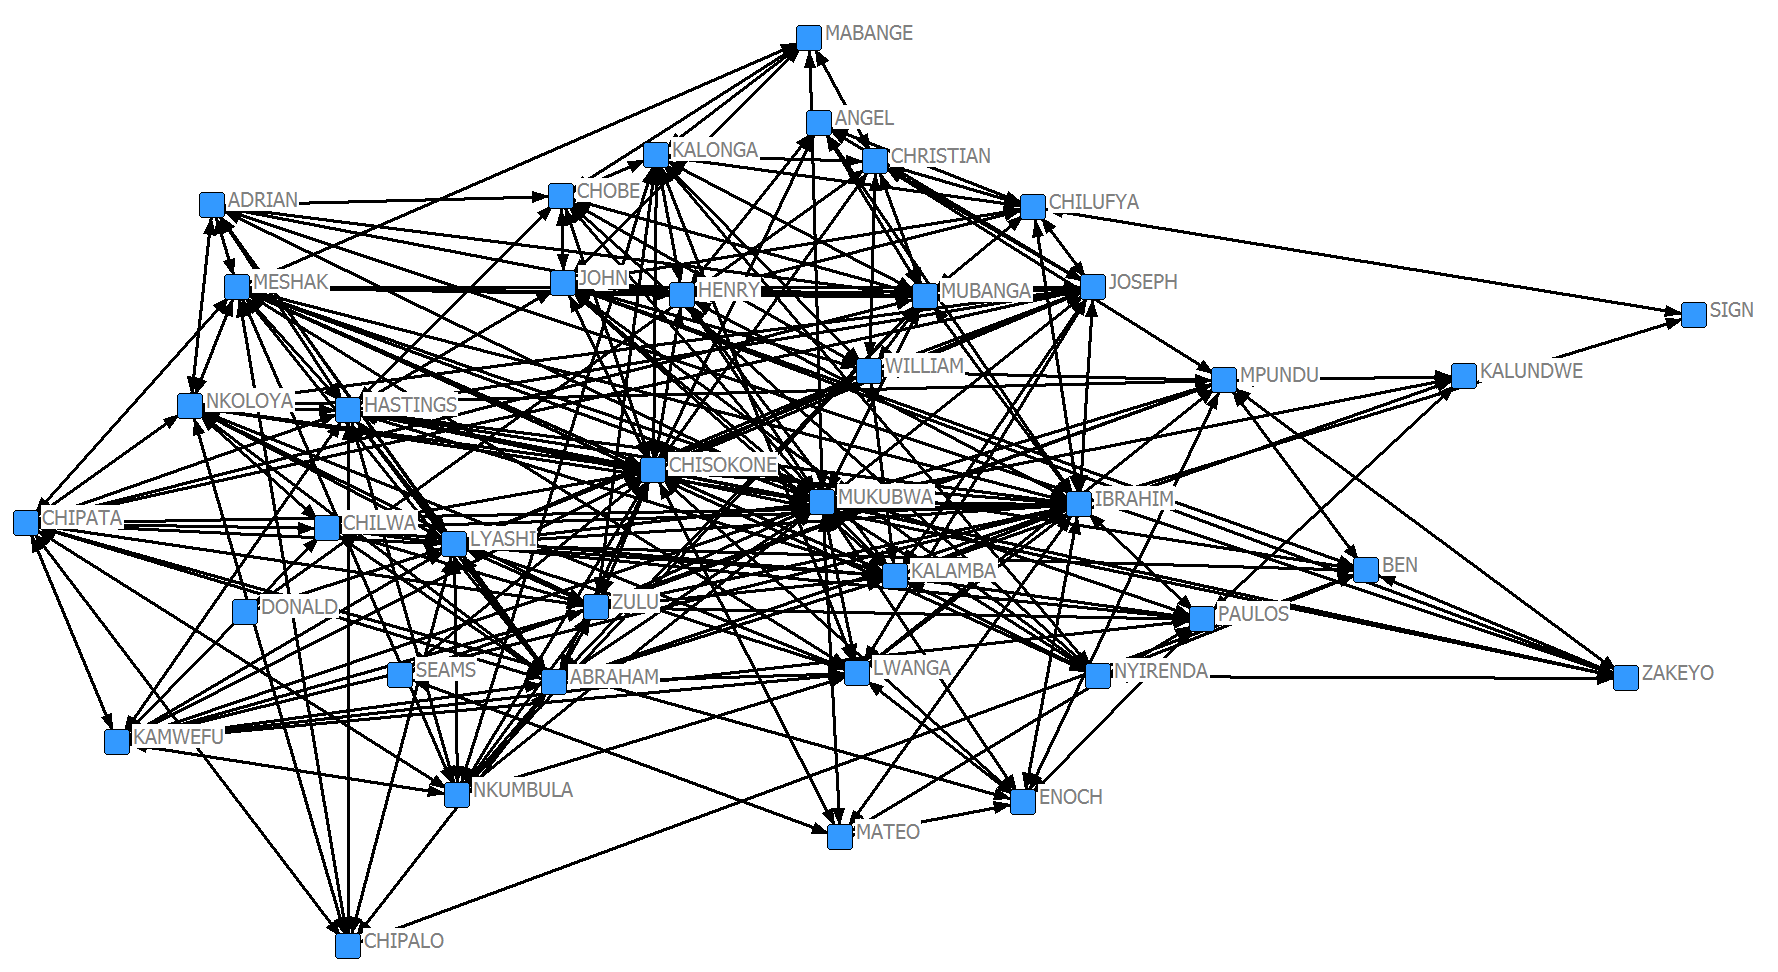 MABANGE
ANGEL
KALONGA
CHRISTIAN
CHOBE
ADRIAN
CHILUFYA
MESHAK
JOHN
HENRY
MUBANGA
JOSEPH
SIGN
WILLIAM
MPUNDU
KALUNDWE
NKOLOYA
HASTINGS
CHISOKONE
MUKUBWA
IBRAHIM
CHIPATA
CHILWA
LYASHI
KALAMBA
BEN
DONALD
ZULU
PAULOS
SEAMS
ABRAHAM
LWANGA
NYIRENDA
ZAKEYO
KAMWEFU
NKUMBULA
ENOCH
MATEO
CHIPALO